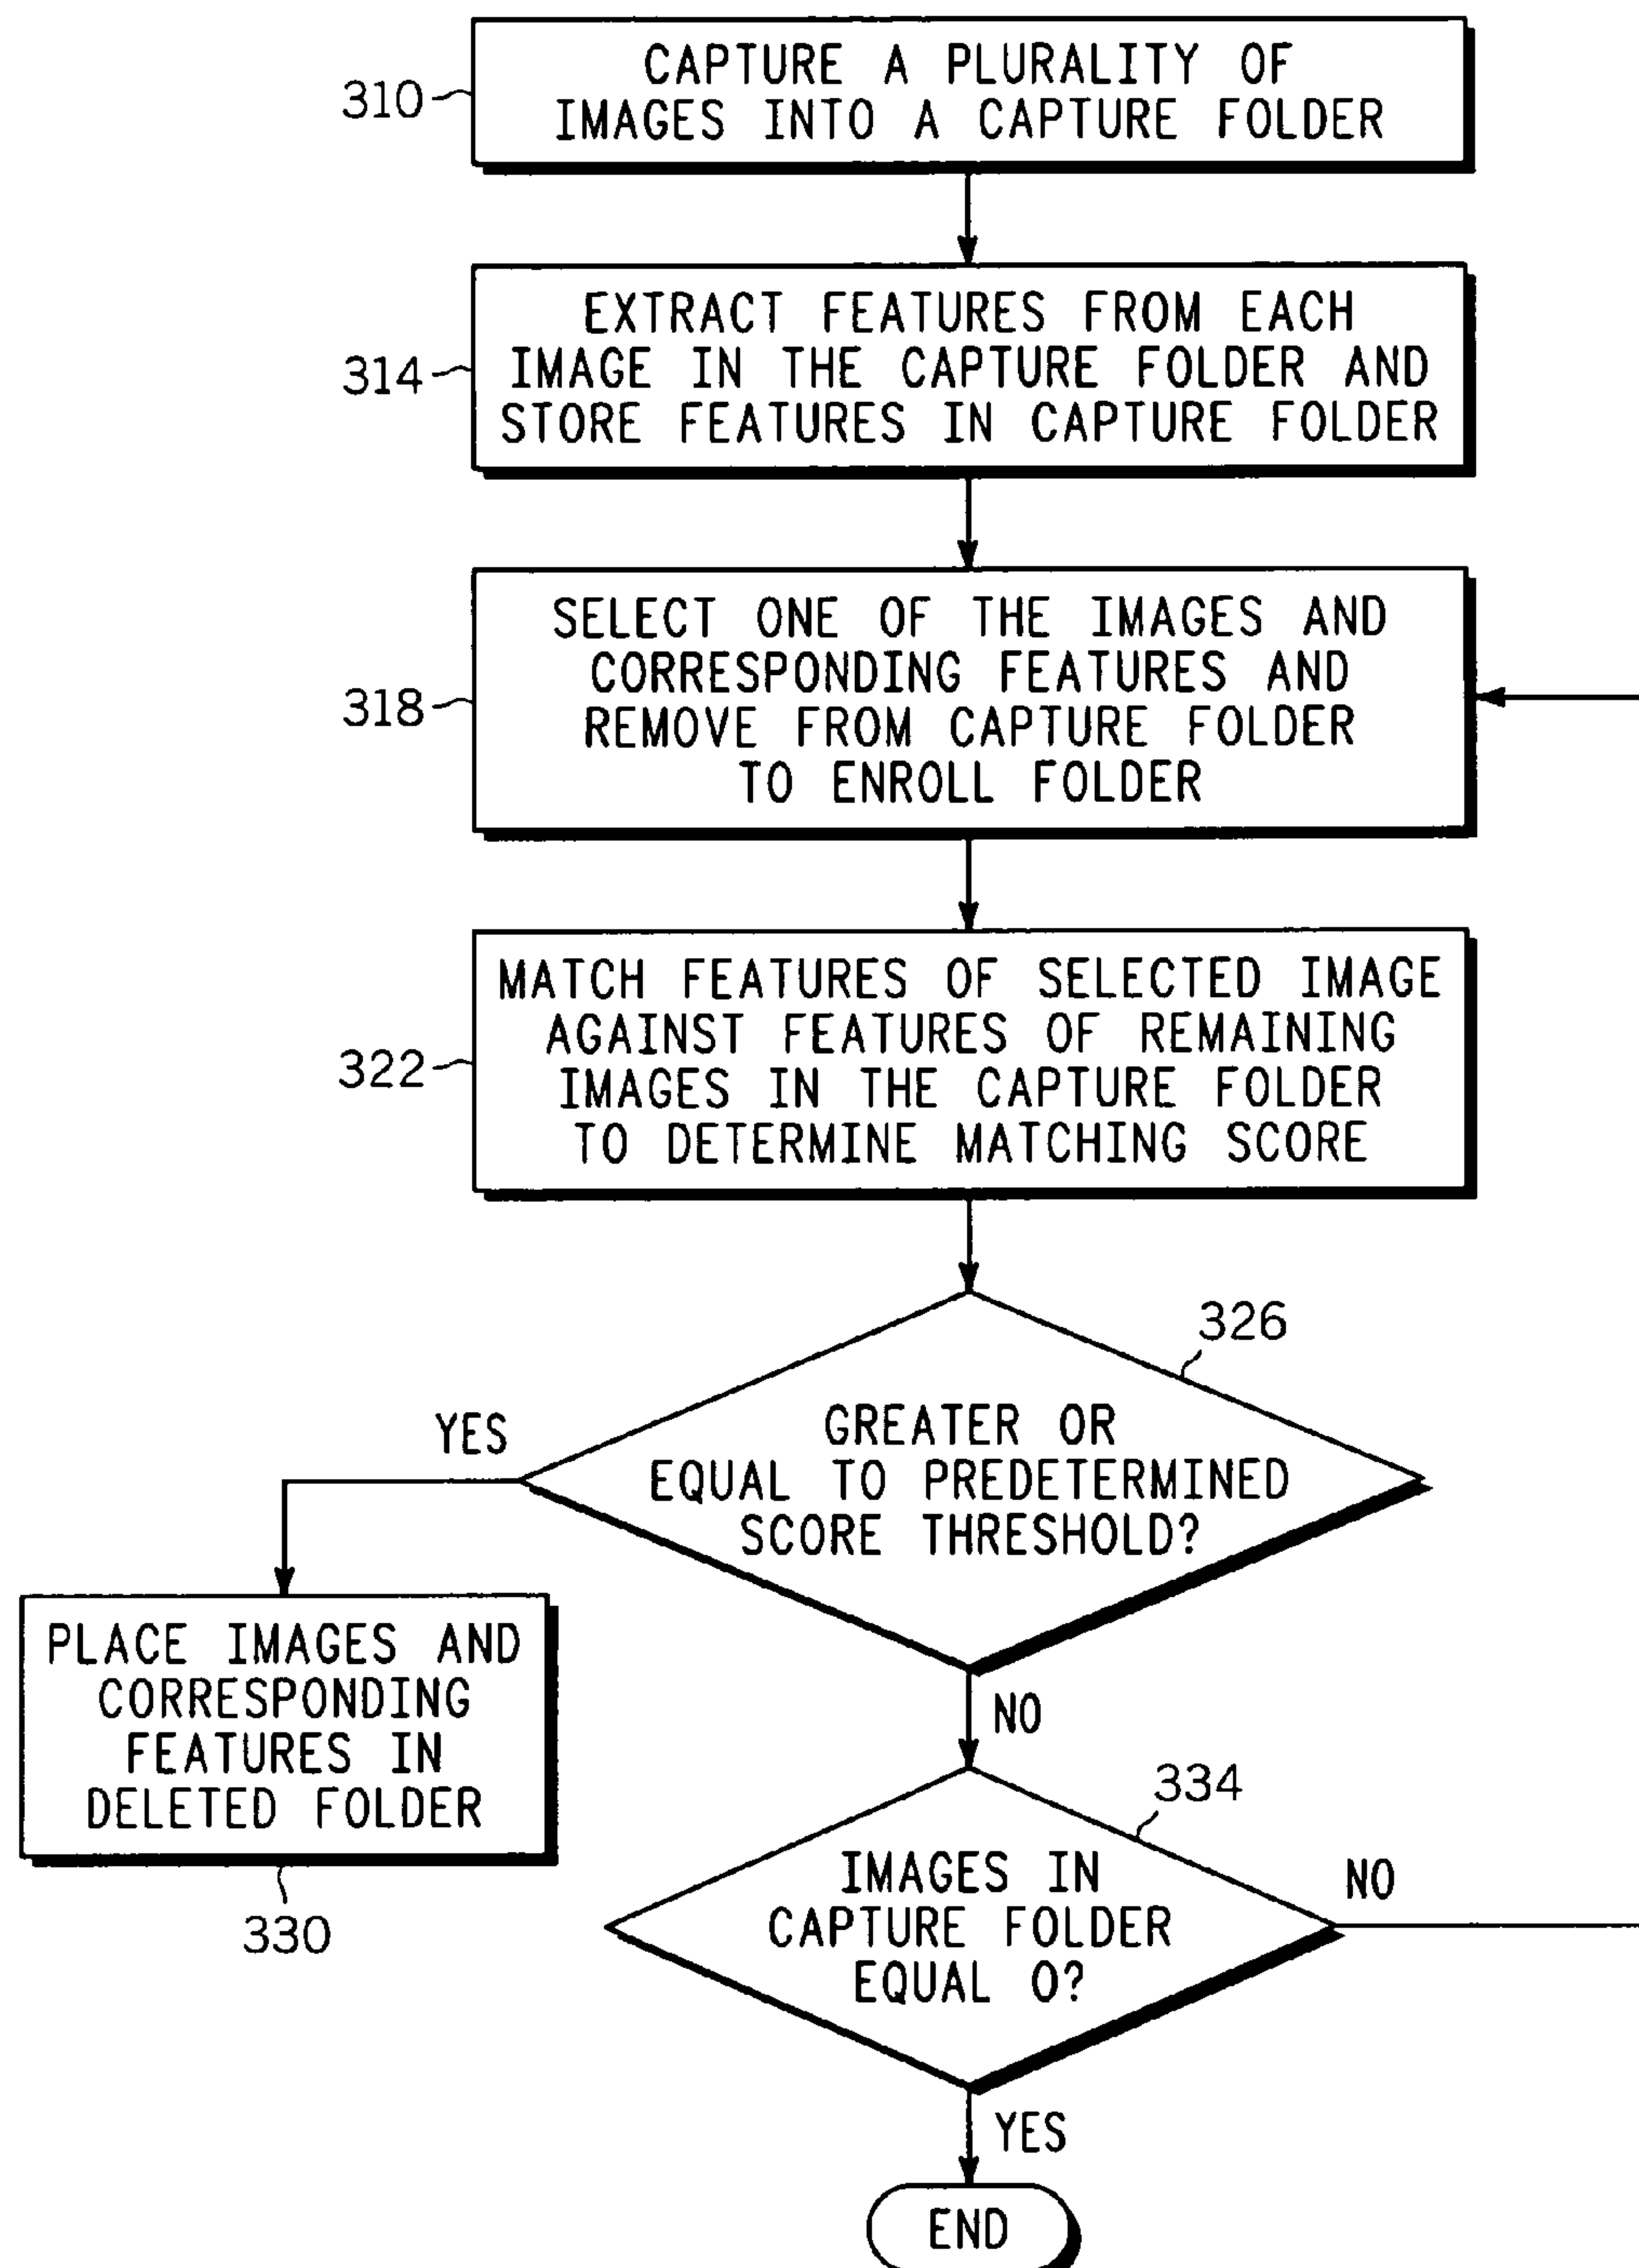 310
CAPTURE A PLURALITY OF
IMAGES INTO A CAPTURE FOLDER
314
EXTRACT FEATURES FROM EACH
IMAGE IN THE CAPTURE FOLDER AND
STORE FEATURES IN CAPTURE FOLDER
318
SELECT ONE OF THE IMAGES AND
CORRESPONDING FEATURES AND
REMOVE FROM CAPTURE FOLDER
TO ENROLL FOLDER
322
MATCH FEATURES OF SELECTED IMAGE
AGAINST FEATURES OF REMAINING
IMAGES IN THE CAPTURE FOLDER
TO DETERMINE MATCHING SCORE
326
GREATER OR
EQUAL TO PREDETERMINED
SCORE THRESHOLD?
YES
PLACE IMAGES AND
CORRESPONDING
FEATURES IN
DELETED FOLDER
330
NO
334
IMAGES IN
CAPTURE FOLDER
EQUAL 0?
NO
YES
END